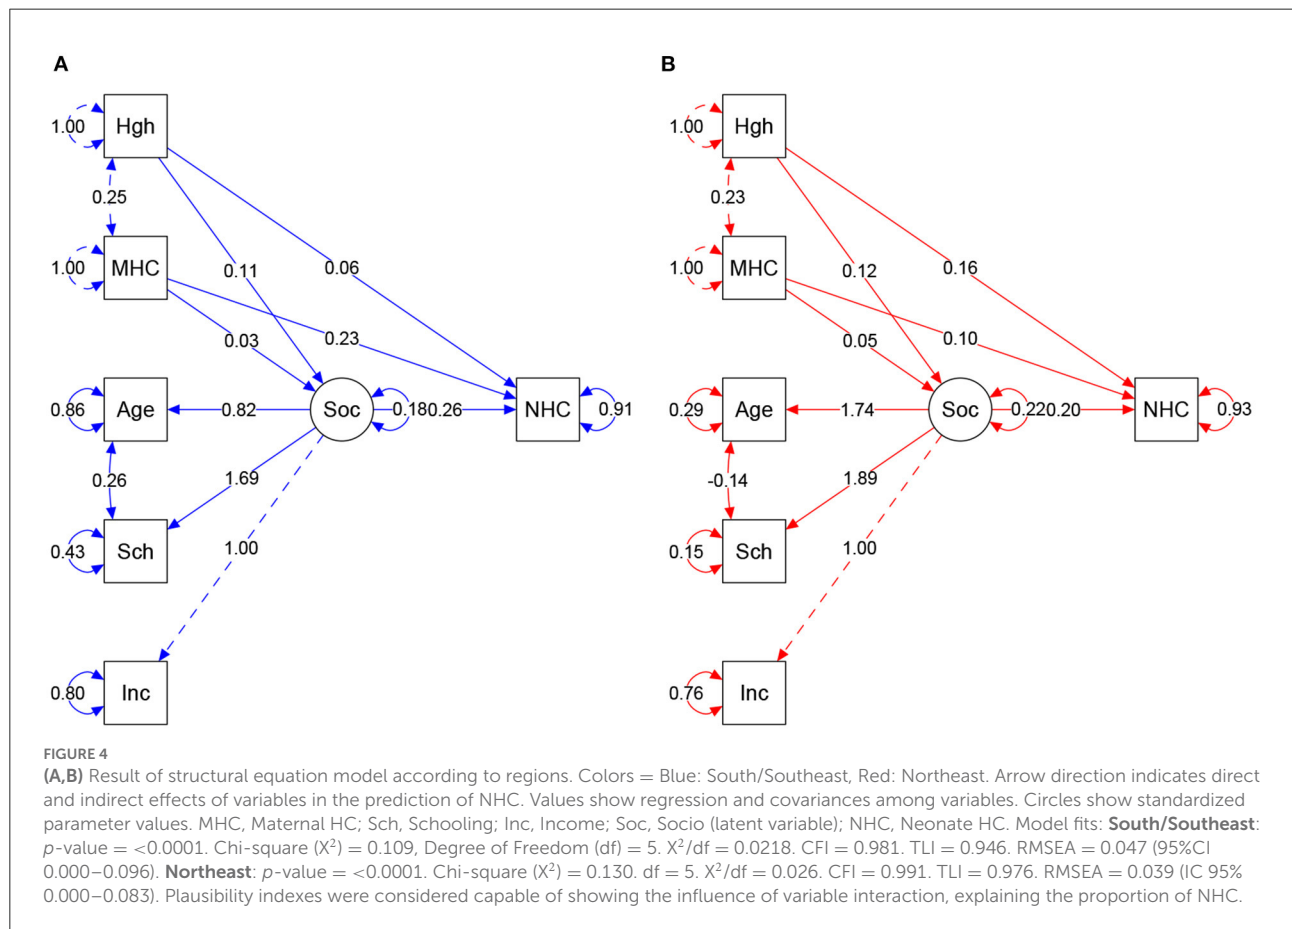 A
B
Hgh
1.00
0.25
MHC
1.00
0.11
0.06
0.03
0.23
Age
0.86
0.82
Soc
0.18
0.26
NHC
0.91
0.26
1.69
Sch
0.43
1.00
Inc
0.80
Hgh
1.00
0.23
MHC
1.00
0.12
0.16
0.05
0.10
Age
0.29
1.74
Soc
0.22
0.20
NHC
0.93
-0.14
1.89
Sch
0.15
1.00
Inc
0.76
FIGURE 4
(A,B) Result of structural equation model according to regions. Colors = Blue: South/Southeast, Red: Northeast. Arrow direction indicates direct
and indirect effects of variables in the prediction of NHC. Values show regression and covariances among variables. Circles show standardized
parameter values. MHC, Maternal HC; Sch, Schooling; Inc, Income; Soc, Socio (latent variable); NHC, Neonate HC. Model fits: South/Southeast:
p-value = <0.0001. Chi-square (X²) = 0.109, Degree of Freedom (df) = 5. X²/df = 0.0218. CFI = 0.981. TLI = 0.946. RMSEA = 0.047 (95%CI
0.000–0.096). Northeast: p-value = <0.0001. Chi-square (X²) = 0.130. df = 5. X²/df = 0.026. CFI = 0.991. TLI = 0.976. RMSEA = 0.039 (IC 95%
0.000–0.083). Plausibility indexes were considered capable of showing the influence of variable interaction, explaining the proportion of NHC.